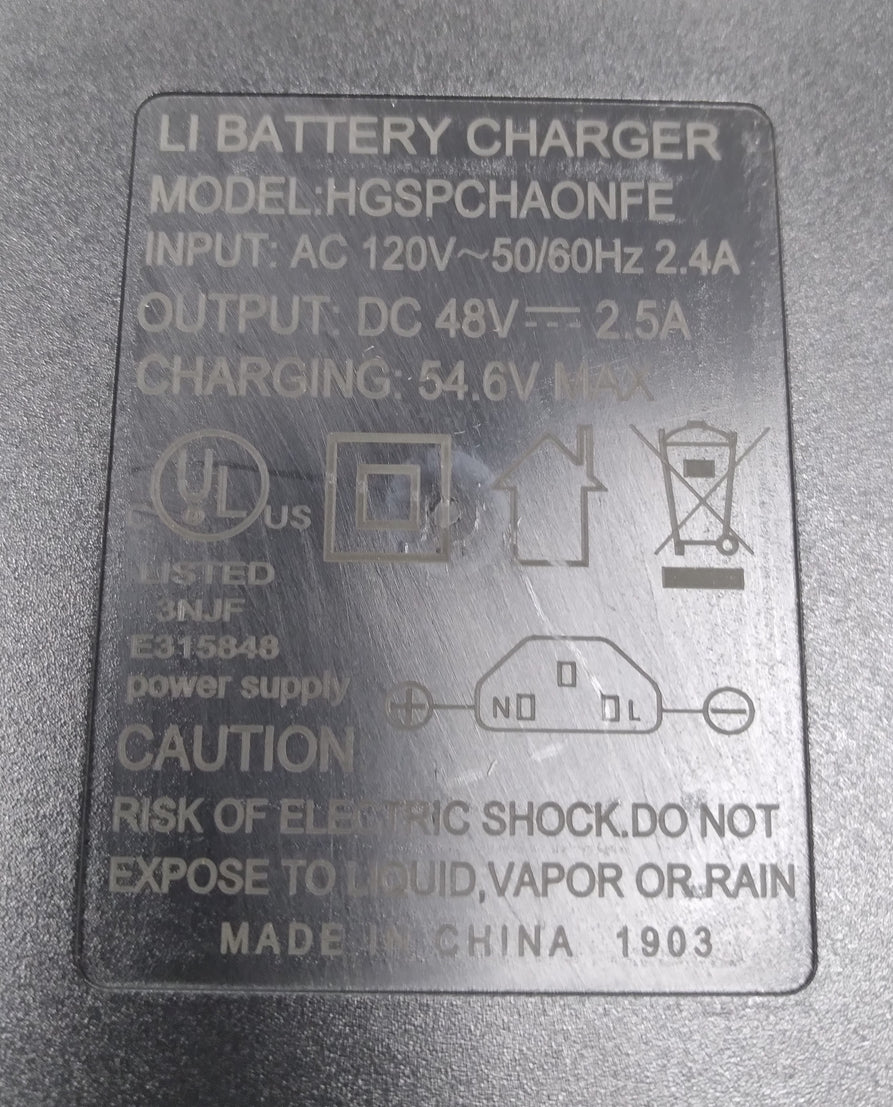 LI BATTERY CHARGER
MODEL:HGSPCHAONFE
INPUT: AC 120V~50/60Hz 2.4A
OUTPUT: DC 48V⎓2.5A
CHARGING: 54.6V MAX
c UL US
LISTED
3NJF
E315848
power supply
N L
CAUTION
RISK OF ELECTRIC SHOCK.DO NOT
EXPOSE TO LIQUID,VAPOR OR RAIN
MADE IN CHINA 1903